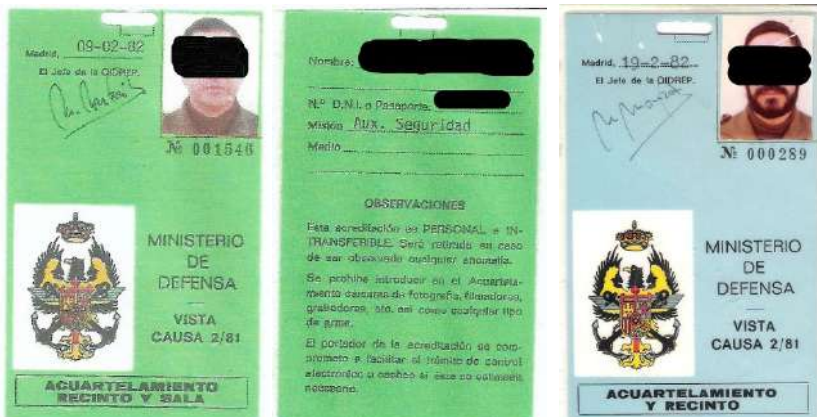 Madrid, 09-02-82
El Jefe de la OIDREP.
Nº 001546
MINISTERIO
DE
DEFENSA
VISTA
CAUSA 2/81
ACUARTELAMIENTO
RECINTO Y SALA
Nombre:
N.º D.N.I. o Pasaporte.
Misión Aux. Seguridad
Medio
OBSERVACIONES
Esta acreditación es PERSONAL e IN-
TRANSFERIBLE. Será retirada en caso
de ser observada cualquier anomalía.
Se prohibe introducir en el Acuartela-
miento cámaras de fotografía, filmadoras,
grabadoras, etc. así como cualquier tipo
de arma.
El portador de la acreditación se com-
promete a facilitar el trámite de control
electrónico o cacheo si éste se estimara
necesario.
Madrid, 19-2-82
El Jefe de la OIDREP.
Nº 000289
MINISTERIO
DE
DEFENSA
VISTA
CAUSA 2/81
ACUARTELAMIENTO
Y RECINTO